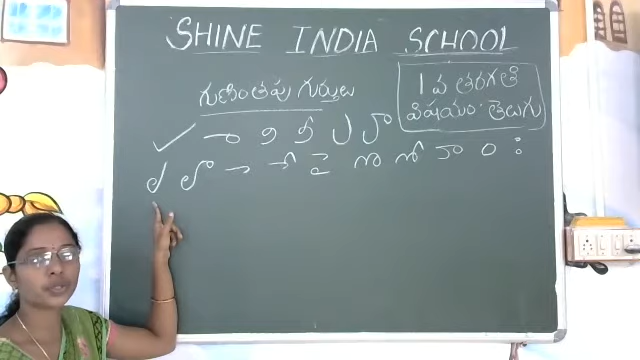 SHINE INDIA SCHOOL
1 వ తరగతి
విషయం: తెలుగు
గుణింతపు గుర్తులు
✓ ా ి ీ ు ూ
ృ ౄ ె ే ై ొ ో ౌ ం ః